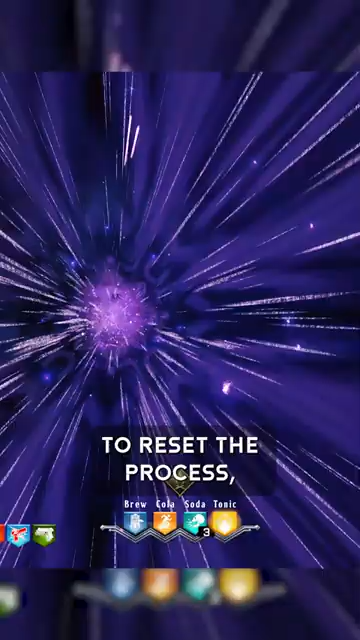 TO RESET THE
PROCESS,
Brew Cola Soda Tonic
3